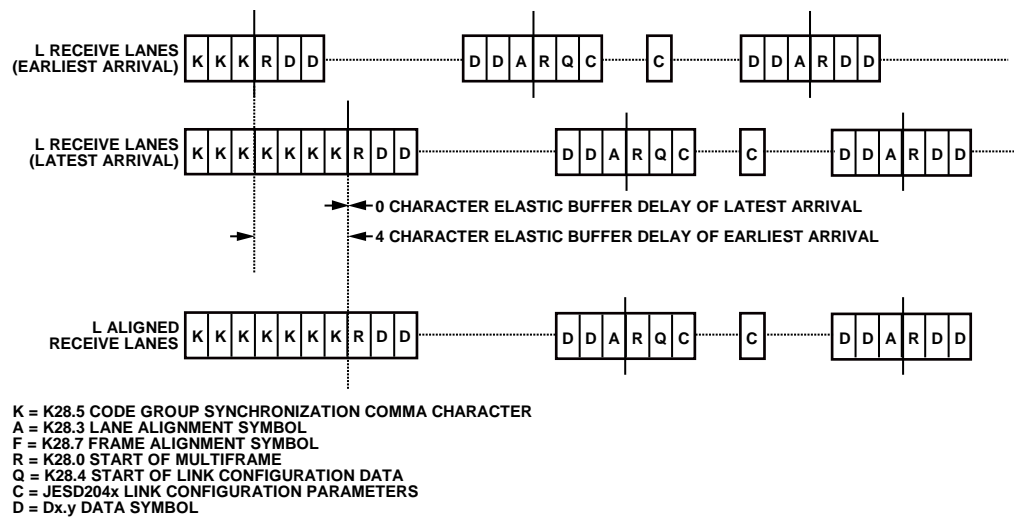 L RECEIVE LANES
(EARLIEST ARRIVAL)
K K K R D D
D D A R Q C
C
D D A R D D
L RECEIVE LANES
(LATEST ARRIVAL)
K K K K K K K R D D
D D A R Q C
C
D D A R D D
0 CHARACTER ELASTIC BUFFER DELAY OF LATEST ARRIVAL
4 CHARACTER ELASTIC BUFFER DELAY OF EARLIEST ARRIVAL
L ALIGNED
RECEIVE LANES
K K K K K K K R D D
D D A R Q C
C
D D A R D D
K = K28.5 CODE GROUP SYNCHRONIZATION COMMA CHARACTER
A = K28.3 LANE ALIGNMENT SYMBOL
F = K28.7 FRAME ALIGNMENT SYMBOL
R = K28.0 START OF MULTIFRAME
Q = K28.4 START OF LINK CONFIGURATION DATA
C = JESD204x LINK CONFIGURATION PARAMETERS
D = Dx.y DATA SYMBOL